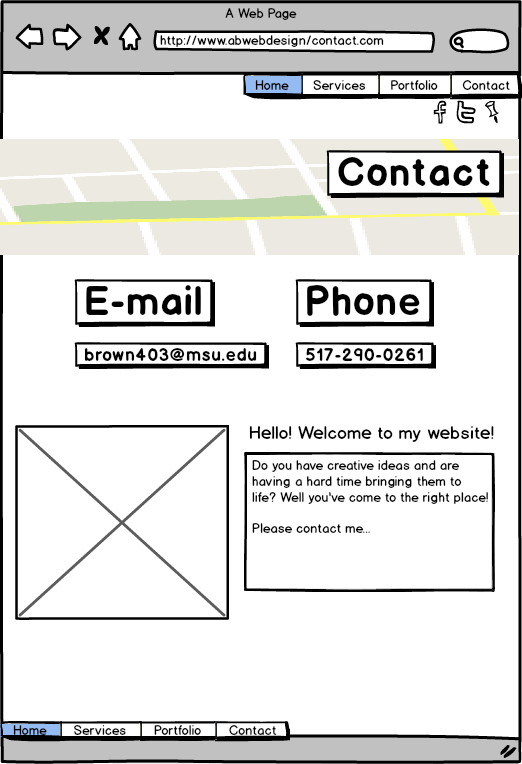 A Web Page
http://www.abwebdesign/contact.com
Home Services Portfolio Contact
Contact
E-mail Phone
brown403@msu.edu 517-290-0261
Hello! Welcome to my website!
Do you have creative ideas and are
having a hard time bringing them to
life? Well you've come to the right place!
Please contact me...
Home Services Portfolio Contact